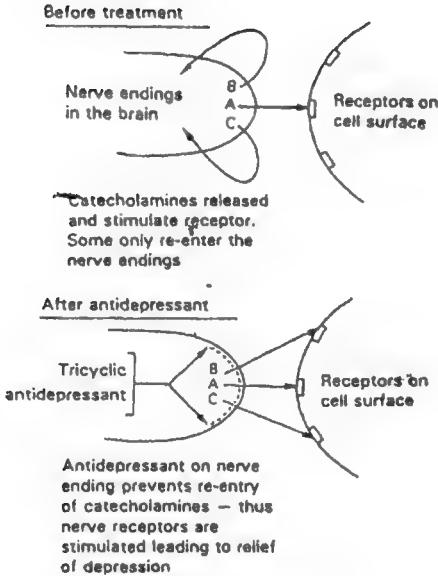 Before treatment
Nerve endings
in the brain
B
A
C
Receptors on
cell surface
Catecholamines released
and stimulate receptor.
Some only re-enter the
nerve endings
After antidepressant
Tricyclic
antidepressant
B
A
C
Receptors on
cell surface
Antidepressant on nerve
ending prevents re-entry
of catecholamines — thus
nerve receptors are
stimulated leading to relief
of depression